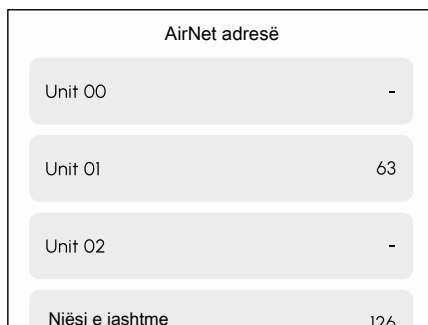 AirNet adresë
Unit 00 -
Unit 01 63
Unit 02 -
Njësi e jashtme 126